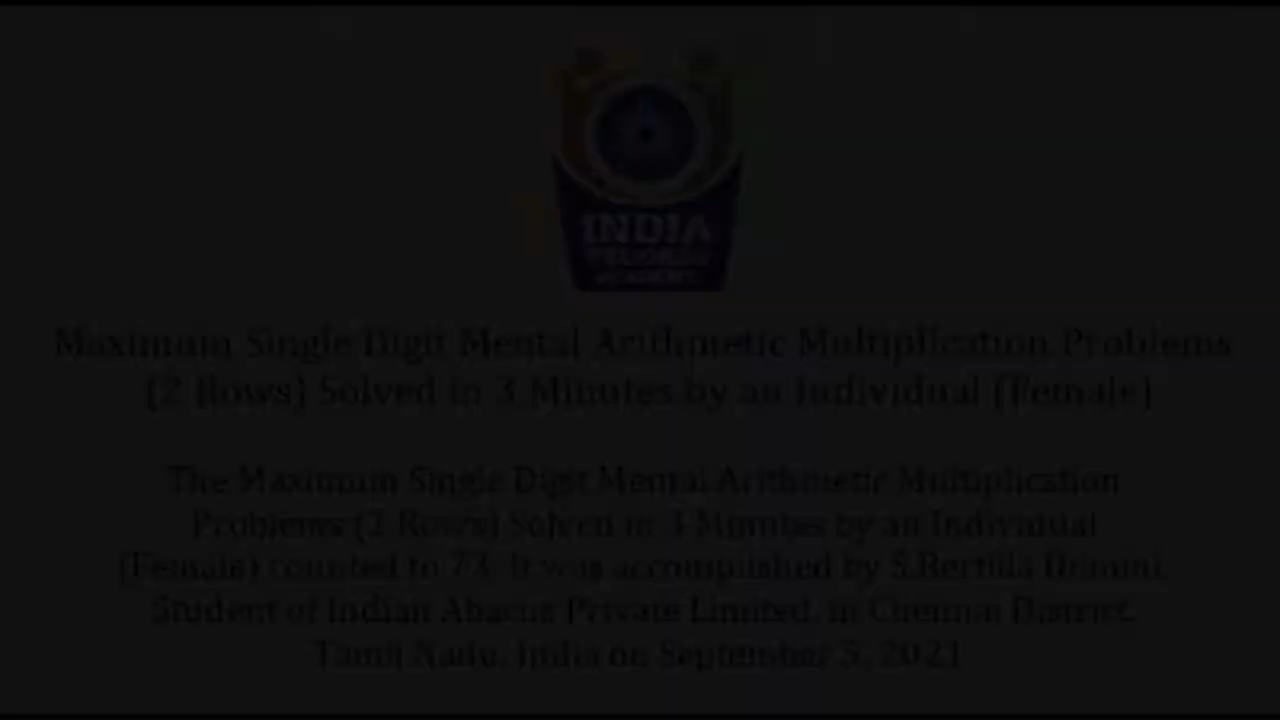 INDIA
RECORDS
ACADEMY
Maximum Single Digit Mental Arithmetic Multiplication Problems
(2 Rows) Solved in 3 Minutes by an Individual (Female)
The Maximum Single Digit Mental Arithmetic Multiplication
Problems (2 Rows) Solved in 3 Minutes by an Individual
(Female) counted to 73. It was accomplished by S.Bertilla
Student of Indian Abacus Private Limited, in Chennai District,
Tamil Nadu, India on September 5, 2021